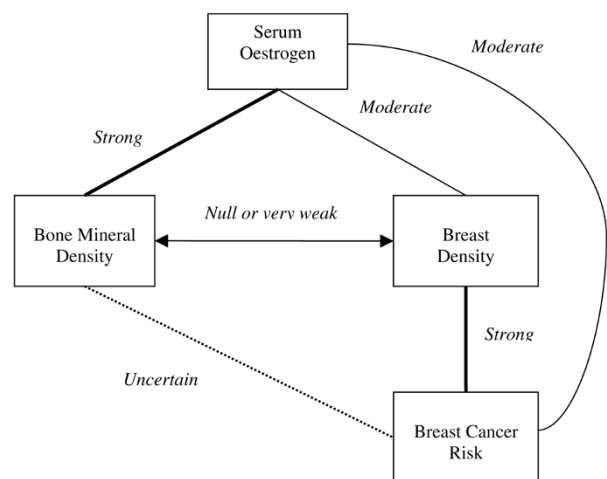 Serum
Oestrogen
Moderate
Moderate
Strong
Null or very weak
Bone Mineral
Density
Breast
Density
Strong
Uncertain
Breast Cancer
Risk